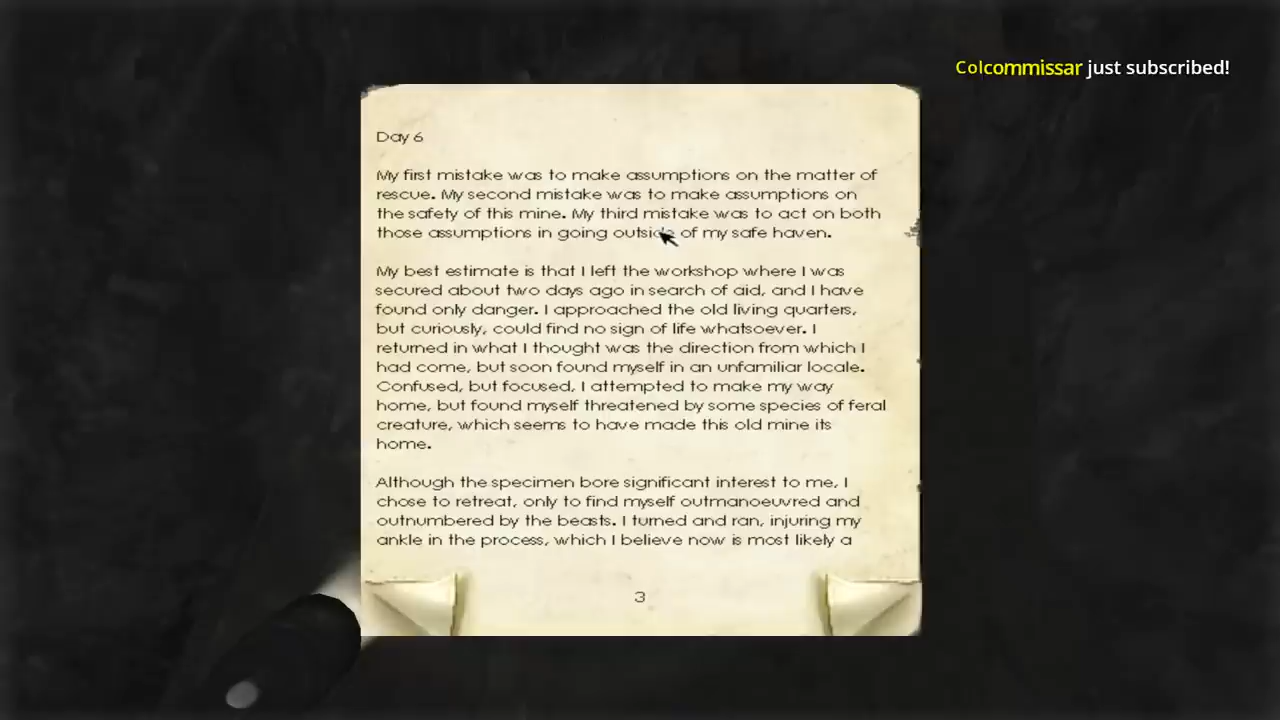 Colcommissar just subscribed!
Day 6
My first mistake was to make assumptions on the matter of
rescue. My second mistake was to make assumptions on
the safety of this mine. My third mistake was to act on both
those assumptions in going outside of my safe haven.
My best estimate is that I left the workshop where I was
secured about two days ago in search of aid, and I have
found only danger. I approached the old living quarters,
but curiously, could find no sign of life whatsoever. I
returned in what I thought was the direction from which I
had come, but soon found myself in an unfamiliar locale.
Confused, but focused, I attempted to make my way
home, but found myself threatened by some species of feral
creature, which seems to have made this old mine its
home.
Although the specimen bore significant interest to me, I
chose to retreat, only to find myself outmanoeuvred and
outnumbered by the beasts. I turned and ran, injuring my
ankle in the process, which I believe now is most likely a
3